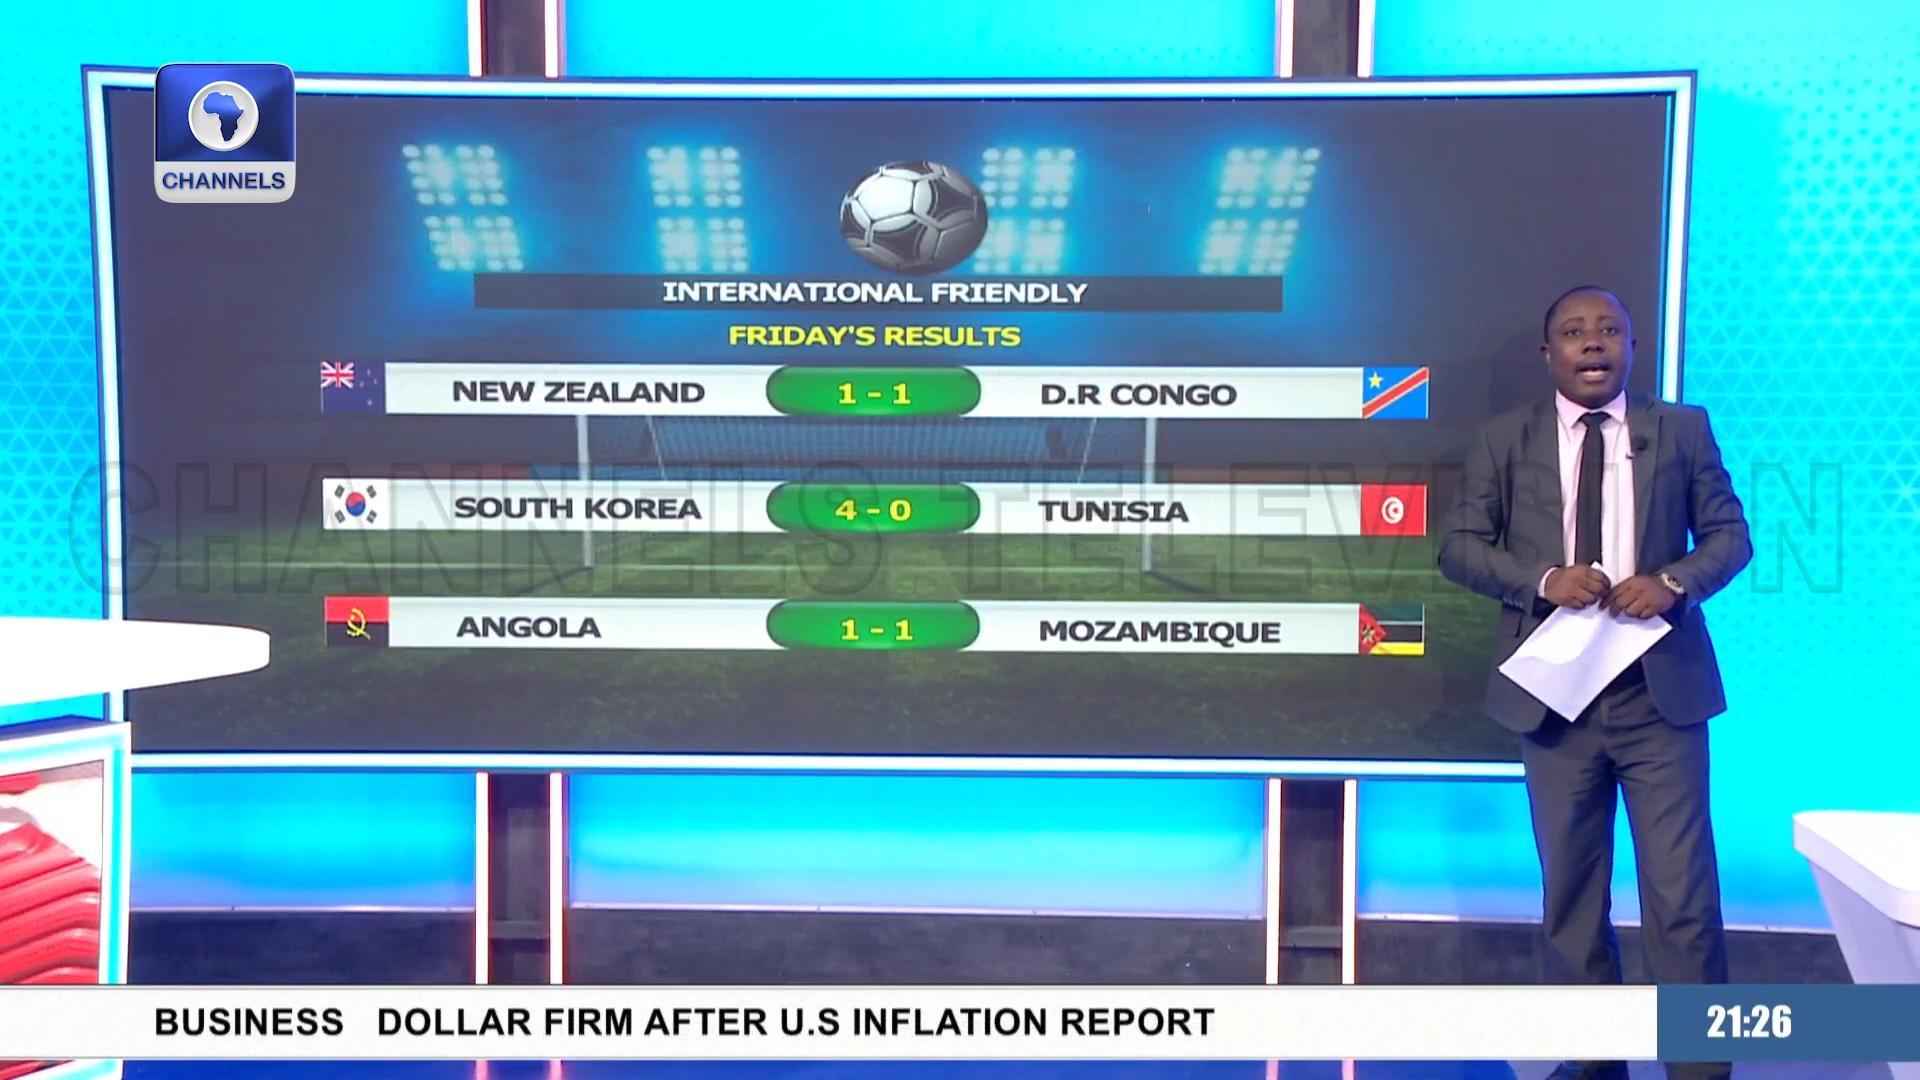 CHANNELS
INTERNATIONAL FRIENDLY
FRIDAY'S RESULTS
NEW ZEALAND 1 - 1 D.R CONGO
SOUTH KOREA 4 - 0 TUNISIA
ANGOLA 1 - 1 MOZAMBIQUE
CHANNELS TELEVISION
BUSINESS DOLLAR FIRM AFTER U.S INFLATION REPORT
21:26